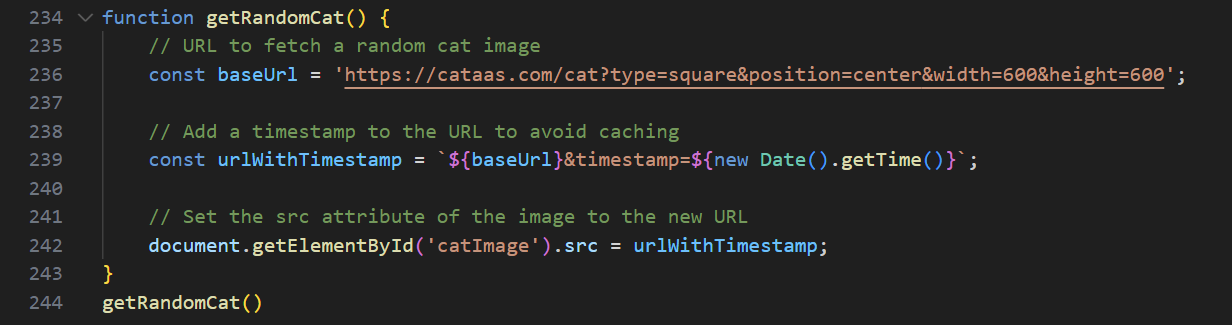 234 function getRandomCat() {
235 // URL to fetch a random cat image
236 const baseUrl = 'https://cataas.com/cat?type=square&position=center&width=600&height=600';
237
238 // Add a timestamp to the URL to avoid caching
239 const urlWithTimestamp = `${baseUrl}&timestamp=${new Date().getTime()}`;
240
241 // Set the src attribute of the image to the new URL
242 document.getElementById('catImage').src = urlWithTimestamp;
243 }
244 getRandomCat()